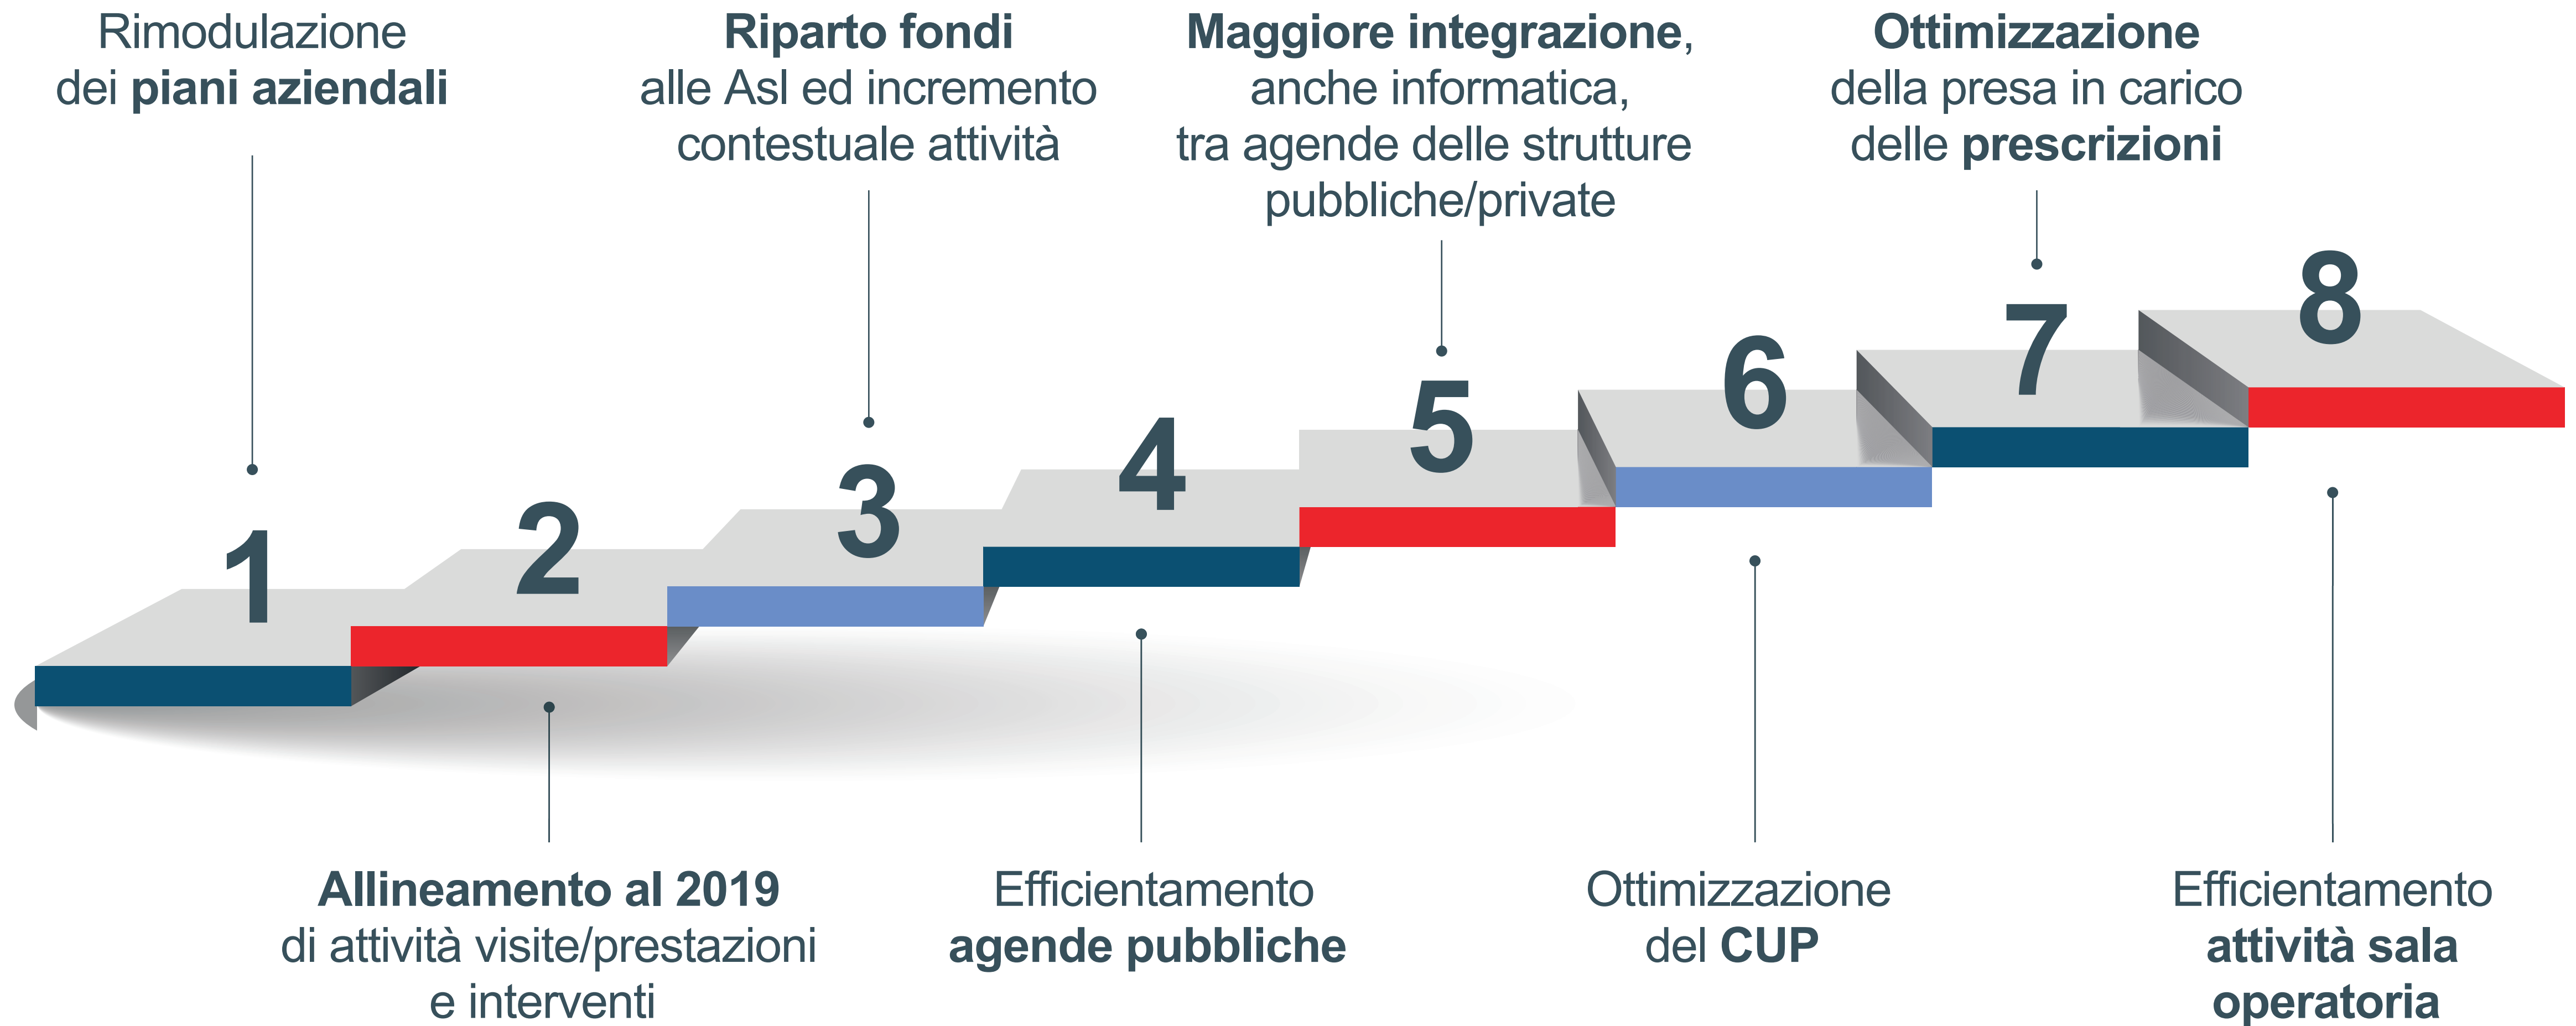 Rimodulazione
dei piani aziendali
Riparto fondi
alle Asl ed incremento
contestuale attività
Maggiore integrazione,
anche informatica,
tra agende delle strutture
pubbliche/private
Ottimizzazione
della presa in carico
delle prescrizioni
1
2
3
4
5
6
7
8
Allineamento al 2019
di attività visite/prestazioni
e interventi
Efficientamento
agende pubbliche
Ottimizzazione
del CUP
Efficientamento
attività sala
operatoria